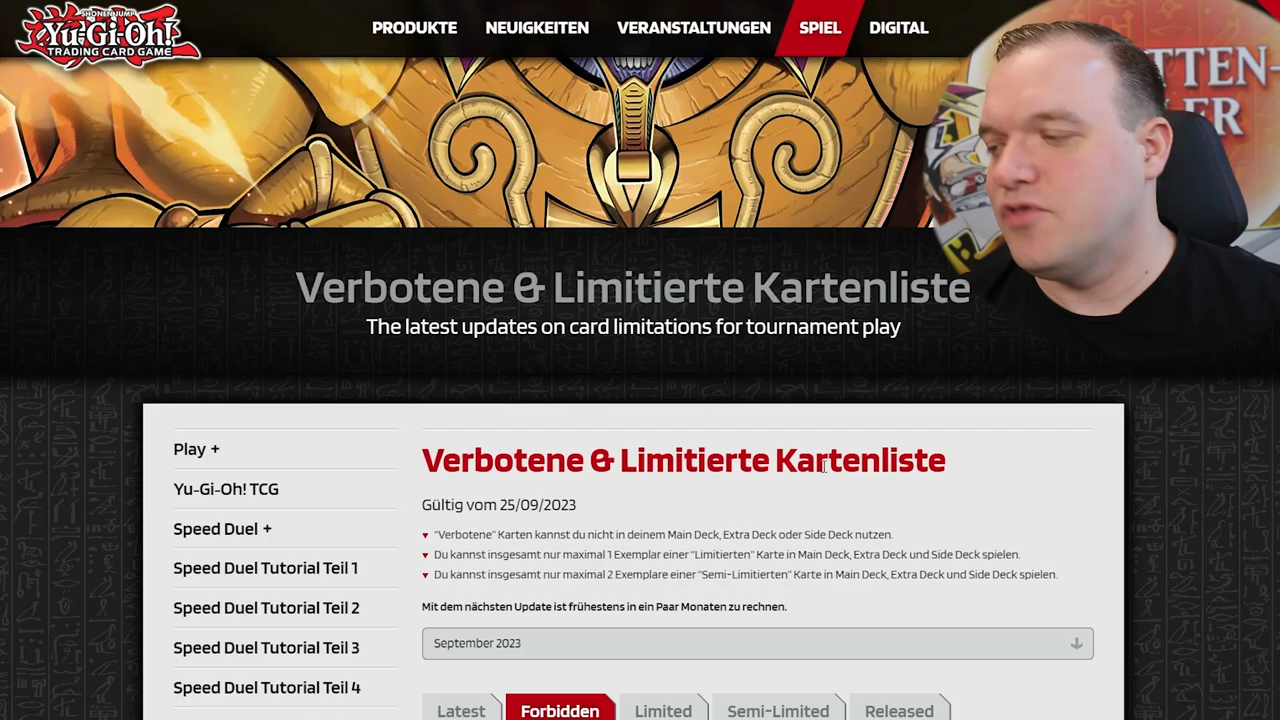 SHONEN JUMP
Yu-Gi-Oh!
TRADING CARD GAME
PRODUKTE
NEUIGKEITEN
VERANSTALTUNGEN
SPIEL
DIGITAL
Verbotene & Limitierte Kartenliste
The latest updates on card limitations for tournament play
Play +
Yu-Gi-Oh! TCG
Speed Duel +
Speed Duel Tutorial Teil 1
Speed Duel Tutorial Teil 2
Speed Duel Tutorial Teil 3
Speed Duel Tutorial Teil 4
Verbotene & Limitierte Kartenliste
Gültig vom 25/09/2023
"Verbotene" Karten kannst du nicht in deinem Main Deck, Extra Deck oder Side Deck nutzen.
Du kannst insgesamt nur maximal 1 Exemplar einer "Limitierten" Karte in Main Deck, Extra Deck und Side Deck spielen.
Du kannst insgesamt nur maximal 2 Exemplare einer "Semi-Limitierten" Karte in Main Deck, Extra Deck und Side Deck spielen.
Mit dem nächsten Update ist frühestens in ein Paar Monaten zu rechnen.
September 2023
Latest
Forbidden
Limited
Semi-Limited
Released